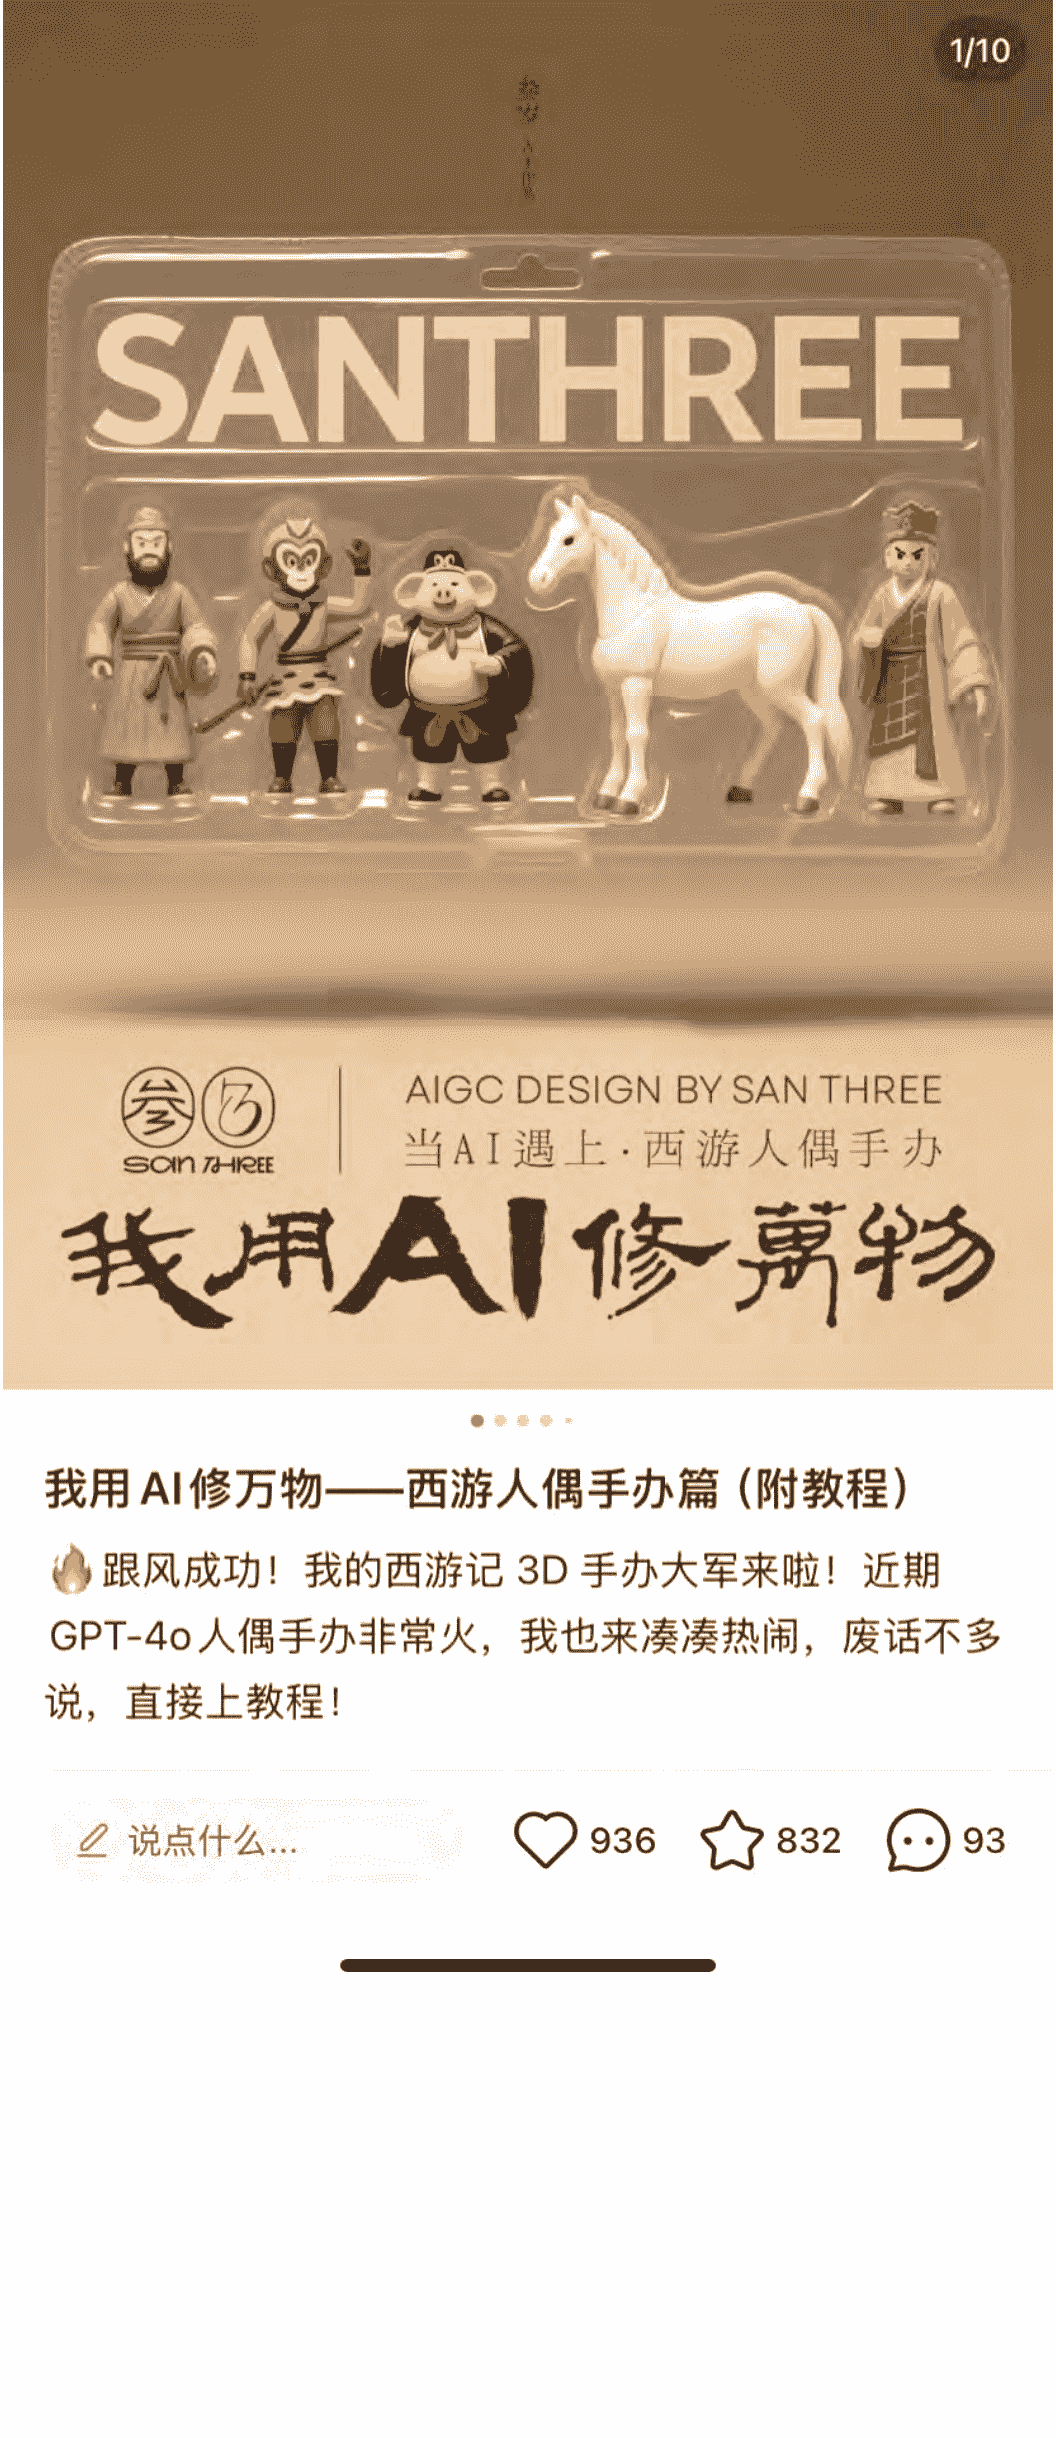 1/10
SANTHREE
SAN THREE
AIGC DESIGN BY SAN THREE
当AI遇上·西游人偶手办
我用AI修萬物
我用AI修万物——西游人偶手办篇（附教程）
🔥跟风成功！我的西游记 3D 手办大军来啦！近期
GPT-4o人偶手办非常火，我也来凑凑热闹，废话不多
说，直接上教程！
说点什么...
936
832
93